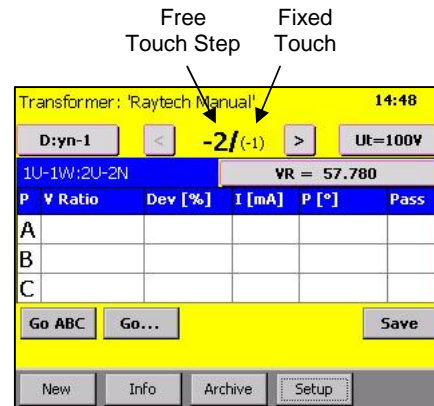 Free Fixed
Touch Step Touch
Transformer: 'Raytech Manual' 14:48
D:yn-1 < -2/(-1) > Ut=100V
1U-1W:2U-2N VR = 57.780
P V Ratio Dev [%] I [mA] P [°] Pass
A
B
C
Go ABC Go... Save
New Info Archive Setup